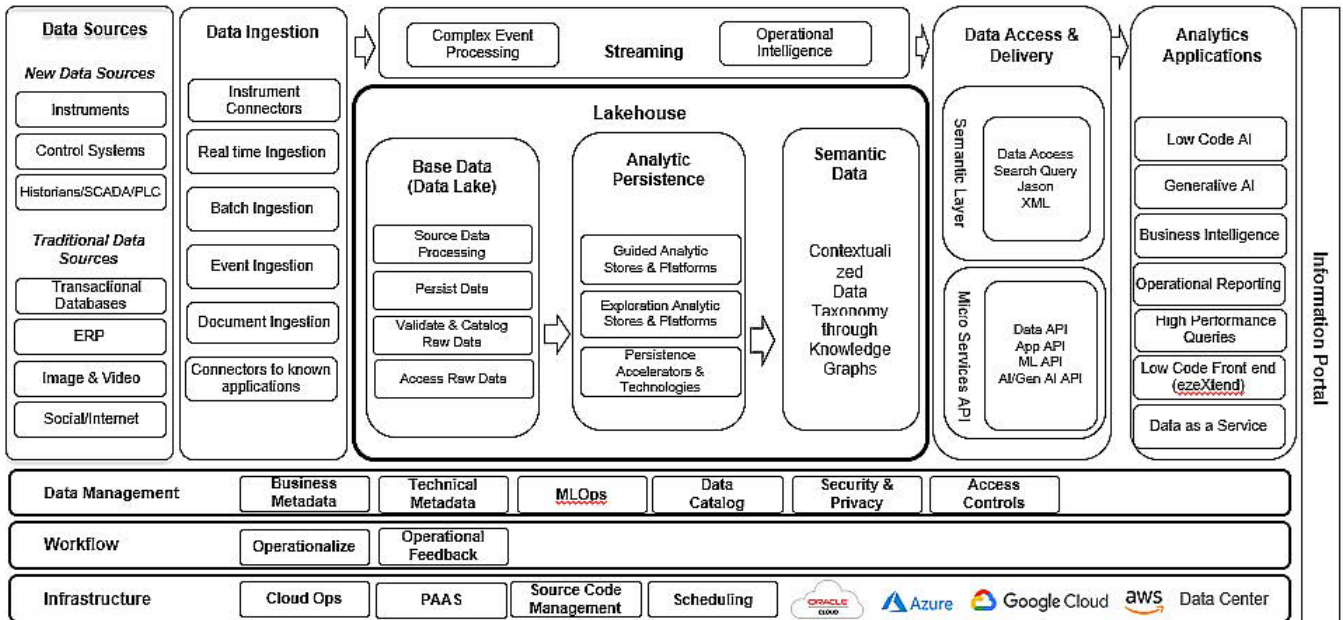 Data Sources
New Data Sources
Instruments
Control Systems
Historians/SCADA/PLC
Traditional Data
Sources
Transactional
Databases
ERP
Image & Video
Social/Internet
Data Ingestion
Instrument
Connectors
Real time Ingestion
Batch Ingestion
Event Ingestion
Document Ingestion
Connectors to known
applications
Complex Event
Processing
Streaming
Operational
Intelligence
Lakehouse
Base Data
(Data Lake)
Source Data
Processing
Persist Data
Validate & Catalog
Raw Data
Access Raw Data
Analytic
Persistence
Guided Analytic
Stores & Platforms
Exploration Analytic
Stores & Platforms
Persistence
Accelerators &
Technologies
Semantic
Data
Contextuali
zed
Data
Taxonomy
through
Knowledge
Graphs
Data Access &
Delivery
Semantic Layer
Data Access
Search Query
Jason
XML
Micro Services API
Data API
App API
ML API
AI/Gen AI API
Analytics
Applications
Low Code AI
Generative AI
Business Intelligence
Operational Reporting
High Performance
Queries
Low Code Front end
(ezeXtend)
Data as a Service
Information Portal
Data Management
Business
Metadata
Technical
Metadata
MLOps
Data
Catalog
Security &
Privacy
Access
Controls
Workflow
Operationalize
Operational
Feedback
Infrastructure
Cloud Ops
PAAS
Source Code
Management
Scheduling
ORACLE
CLOUD
Azure
Google Cloud
aws
Data Center